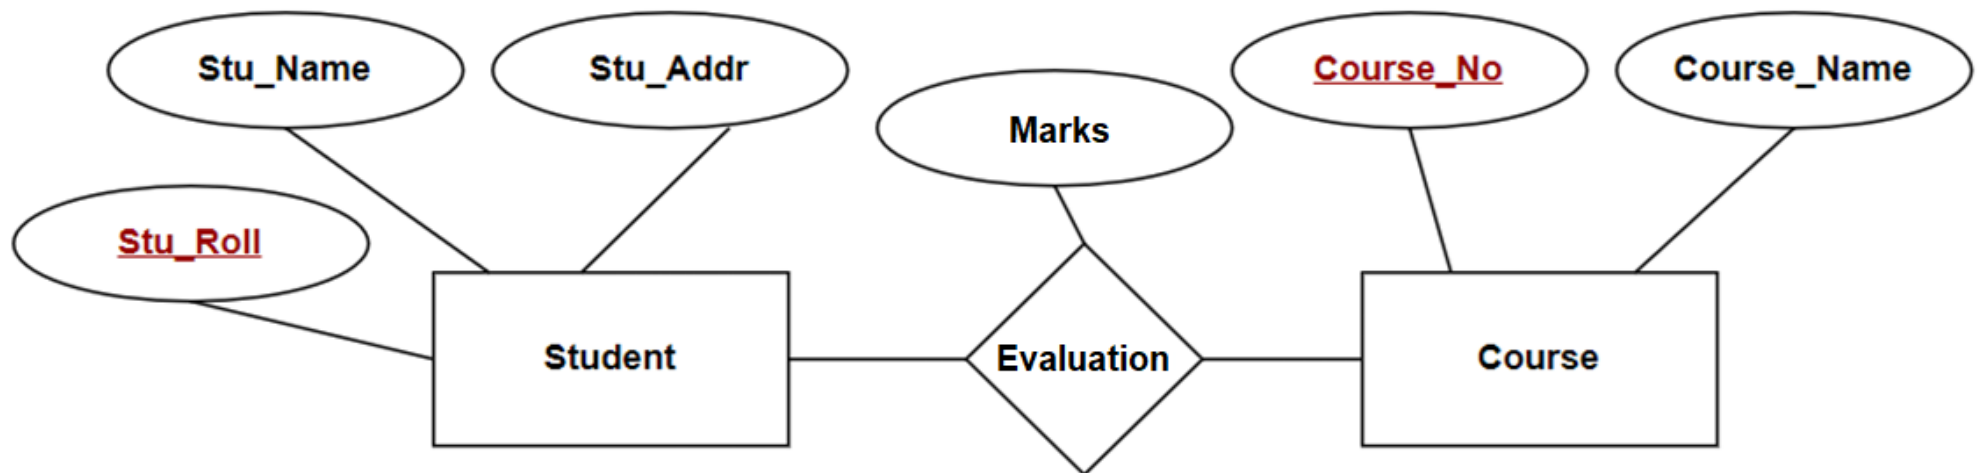 Stu_Name
Stu_Addr
Course_No
Course_Name
Marks
Stu_Roll
Student
Evaluation
Course